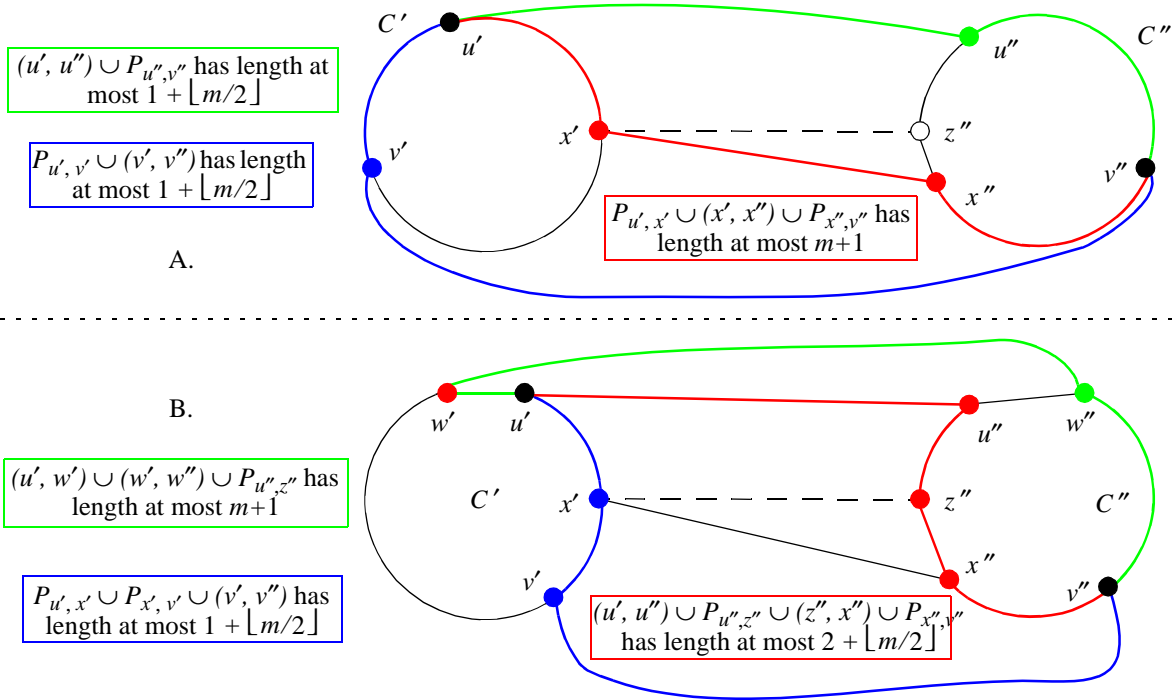 C′
u′
u″
C″
(u′, u″) ∪ P_{u″,v″} has length at
most 1 + ⌊m/2⌋
x′
z″
v′
v″
P_{u′, v′} ∪ (v′, v″) has length
at most 1 + ⌊m/2⌋
x″
P_{u′, x′} ∪ (x′, x″) ∪ P_{x″,v″} has
length at most m+1
A.
B.
w′
u′
u″
w″
(u′, w′) ∪ (w′, w″) ∪ P_{u″,z″} has
length at most m+1
C′
x′
z″
C″
x″
v′
v″
P_{u′, x′} ∪ P_{x′, v′} ∪ (v′, v″) has
length at most 1 + ⌊m/2⌋
(u′, u″) ∪ P_{u″,z″} ∪ (z″, x″) ∪ P_{x″,v″}
has length at most 2 + ⌊m/2⌋